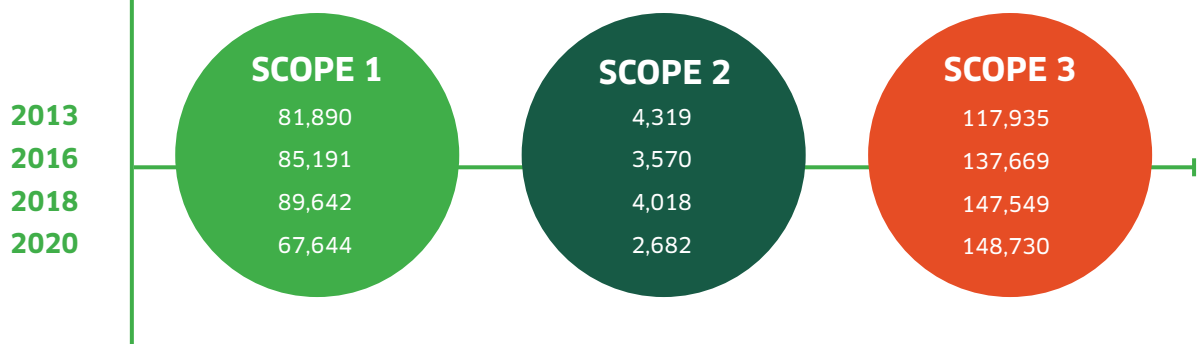 SCOPE 1 SCOPE 2 SCOPE 3
2013 81,890 4,319 117,935
2016 85,191 3,570 137,669
2018 89,642 4,018 147,549
2020 67,644 2,682 148,730